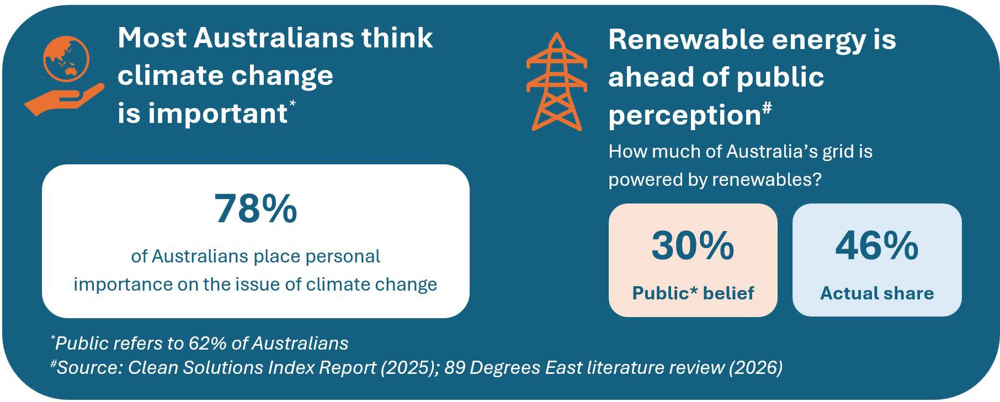 Most Australians think
climate change
is important*
78%
of Australians place personal
importance on the issue of climate change
Renewable energy is
ahead of public
perception#
How much of Australia’s grid is
powered by renewables?
30%
Public* belief
46%
Actual share
*Public refers to 62% of Australians
#Source: Clean Solutions Index Report (2025); 89 Degrees East literature review (2026)